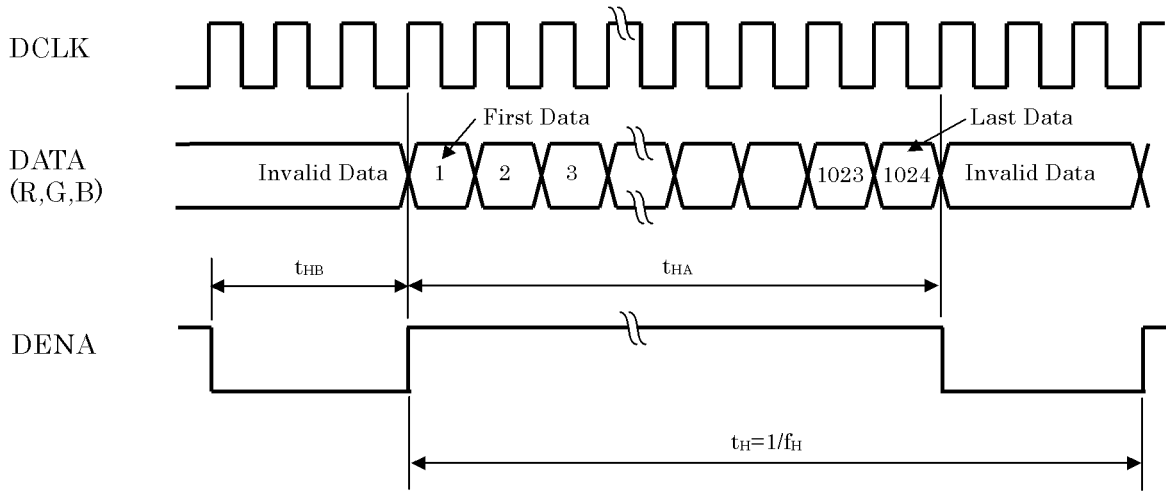 DCLK
First Data
Last Data
DATA
(R,G,B)
Invalid Data
1
2
3
1023
1024
Invalid Data
tHB
tHA
DENA
tH=1/fH